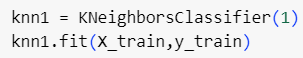 knn1 = KNeighborsClassifier(1)
knn1.fit(X_train,y_train)